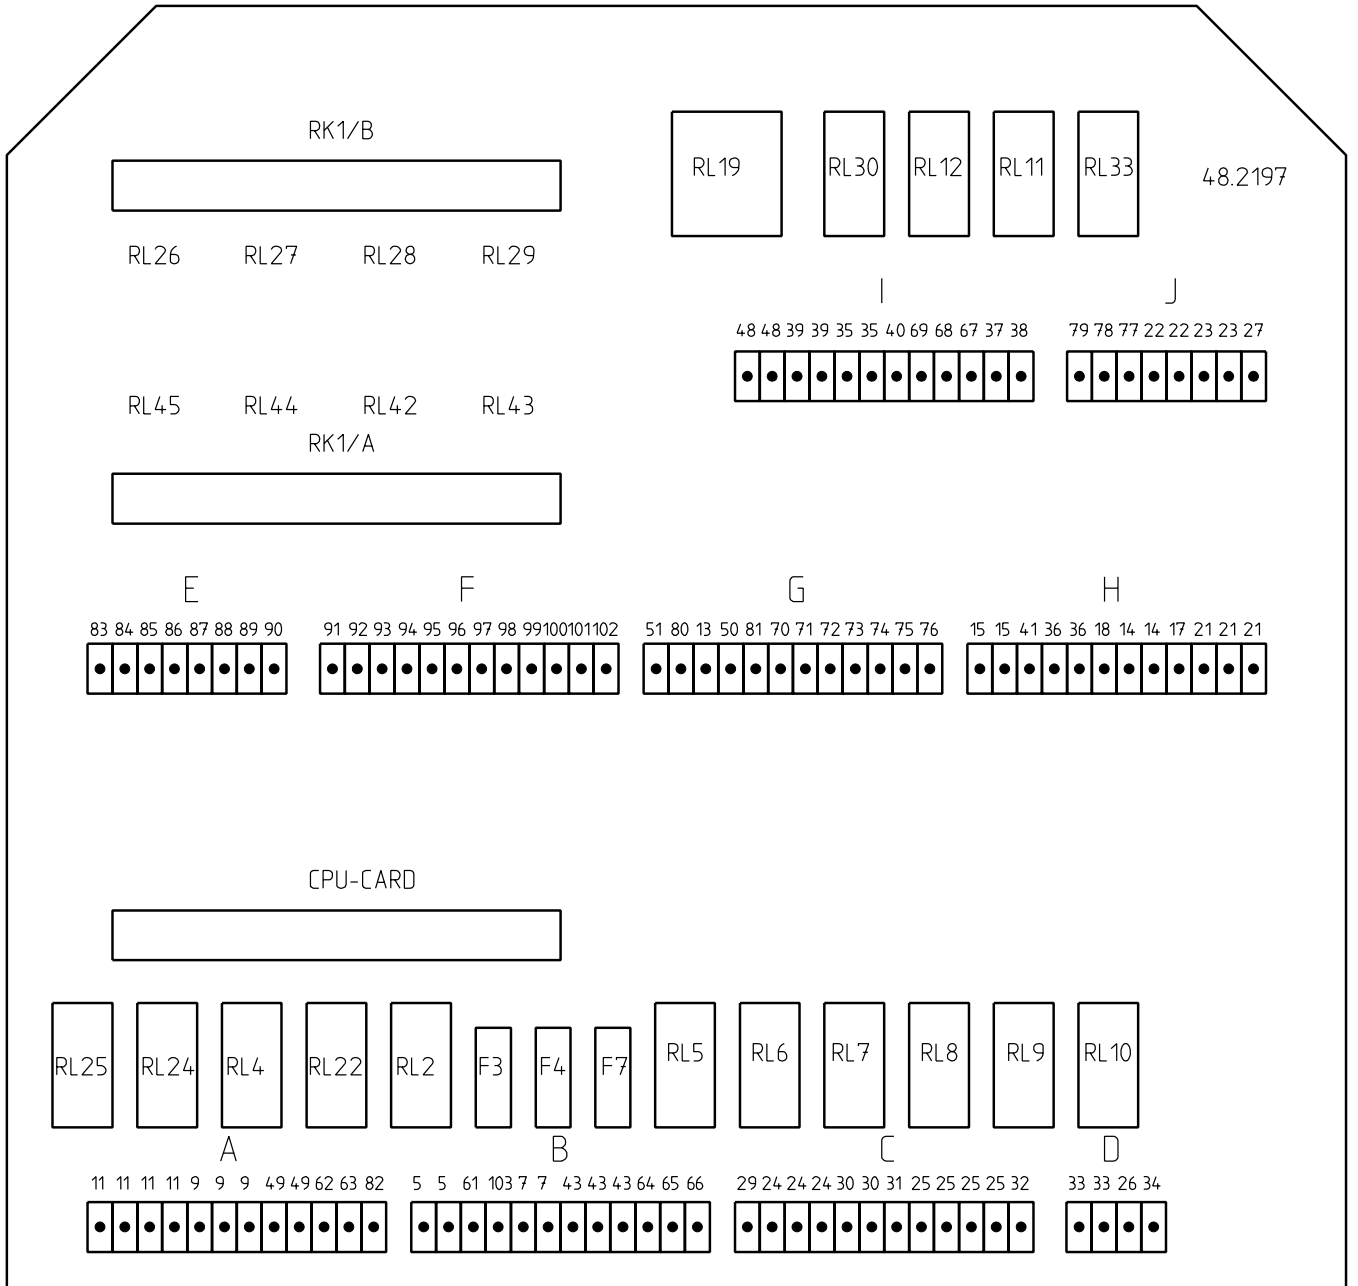 RK1/B
RL19 RL30 RL12 RL11 RL33
48.2197
RL26 RL27 RL28 RL29
I J
48 48 39 39 35 35 40 69 68 67 37 38 79 78 77 22 22 23 23 27
RL45 RL44 RL42 RL43
RK1/A
E F G H
83 84 85 86 87 88 89 90 91 92 93 94 95 96 97 98 99 100 101 102 51 80 13 50 81 70 71 72 73 74 75 76 15 15 41 36 36 18 14 14 17 21 21 21
CPU-CARD
RL25 RL24 RL4 RL22 RL2 F3 F4 F7 RL5 RL6 RL7 RL8 RL9 RL10
A B C D
11 11 11 11 9 9 9 49 49 62 63 82 5 5 61 103 7 7 43 43 43 64 65 66 29 24 24 24 30 30 31 25 25 25 25 32 33 33 26 34